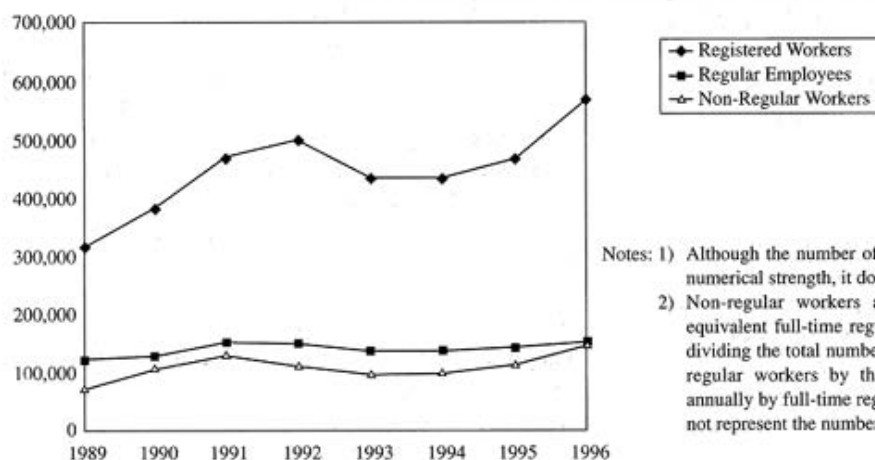 700,000
600,000
500,000
400,000
300,000
200,000
100,000
0
1989 1990 1991 1992 1993 1994 1995 1996
Registered Workers
Regular Employees
Non-Regular Workers
Notes: 1) Although the number of
numerical strength, it do
2) Non-regular workers a
equivalent full-time reg
dividing the total numbe
regular workers by th
annually by full-time reg
not represent the number